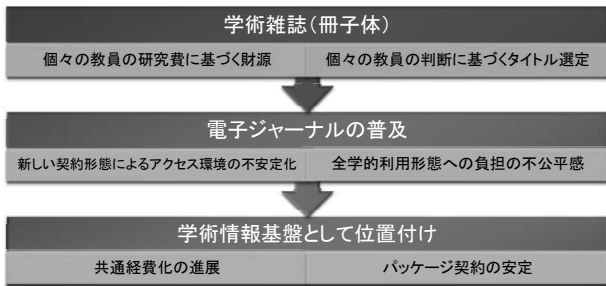 学術雑誌（冊子体）
個々の教員の研究費に基づく財源
個々の教員の判断に基づくタイトル選定
電子ジャーナルの普及
新しい契約形態によるアクセス環境の不安定化
全学的利用形態への負担の不公平感
学術情報基盤として位置付け
共通経費化の進展
パッケージ契約の安定